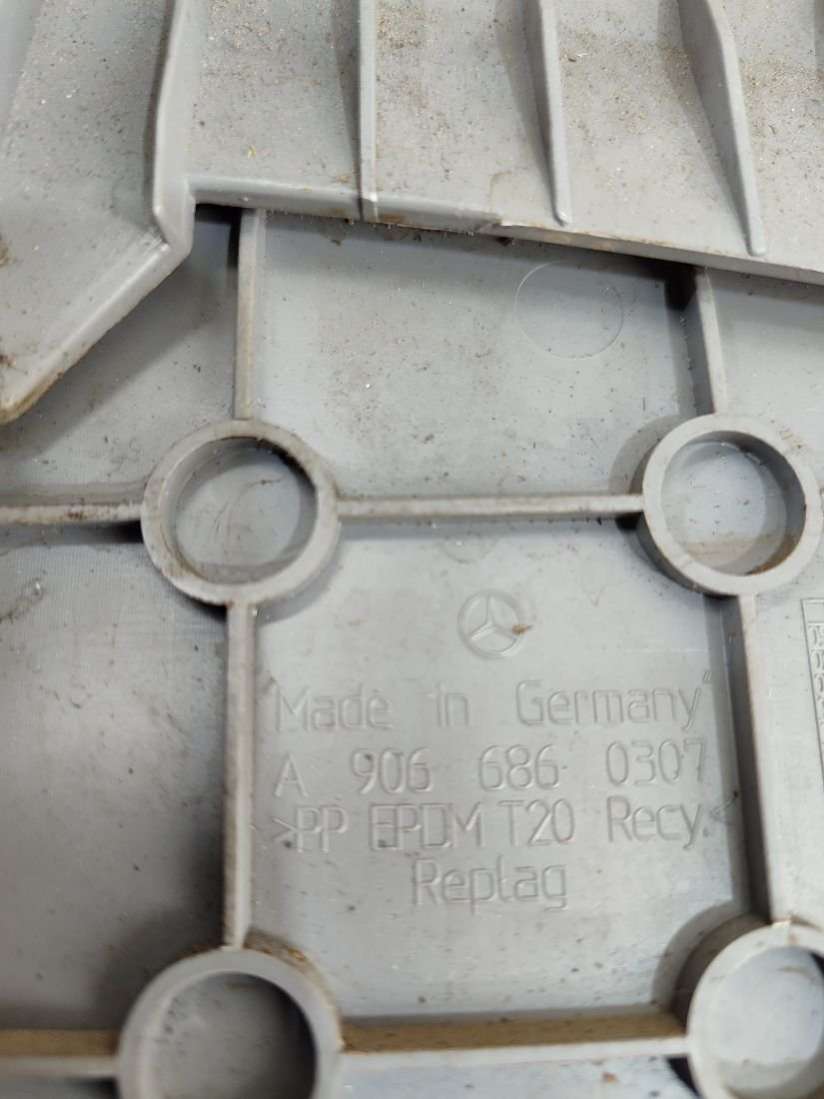 Made in Germany
A 906 686 0307
>PP EPDM T20 Recy.<
Replag